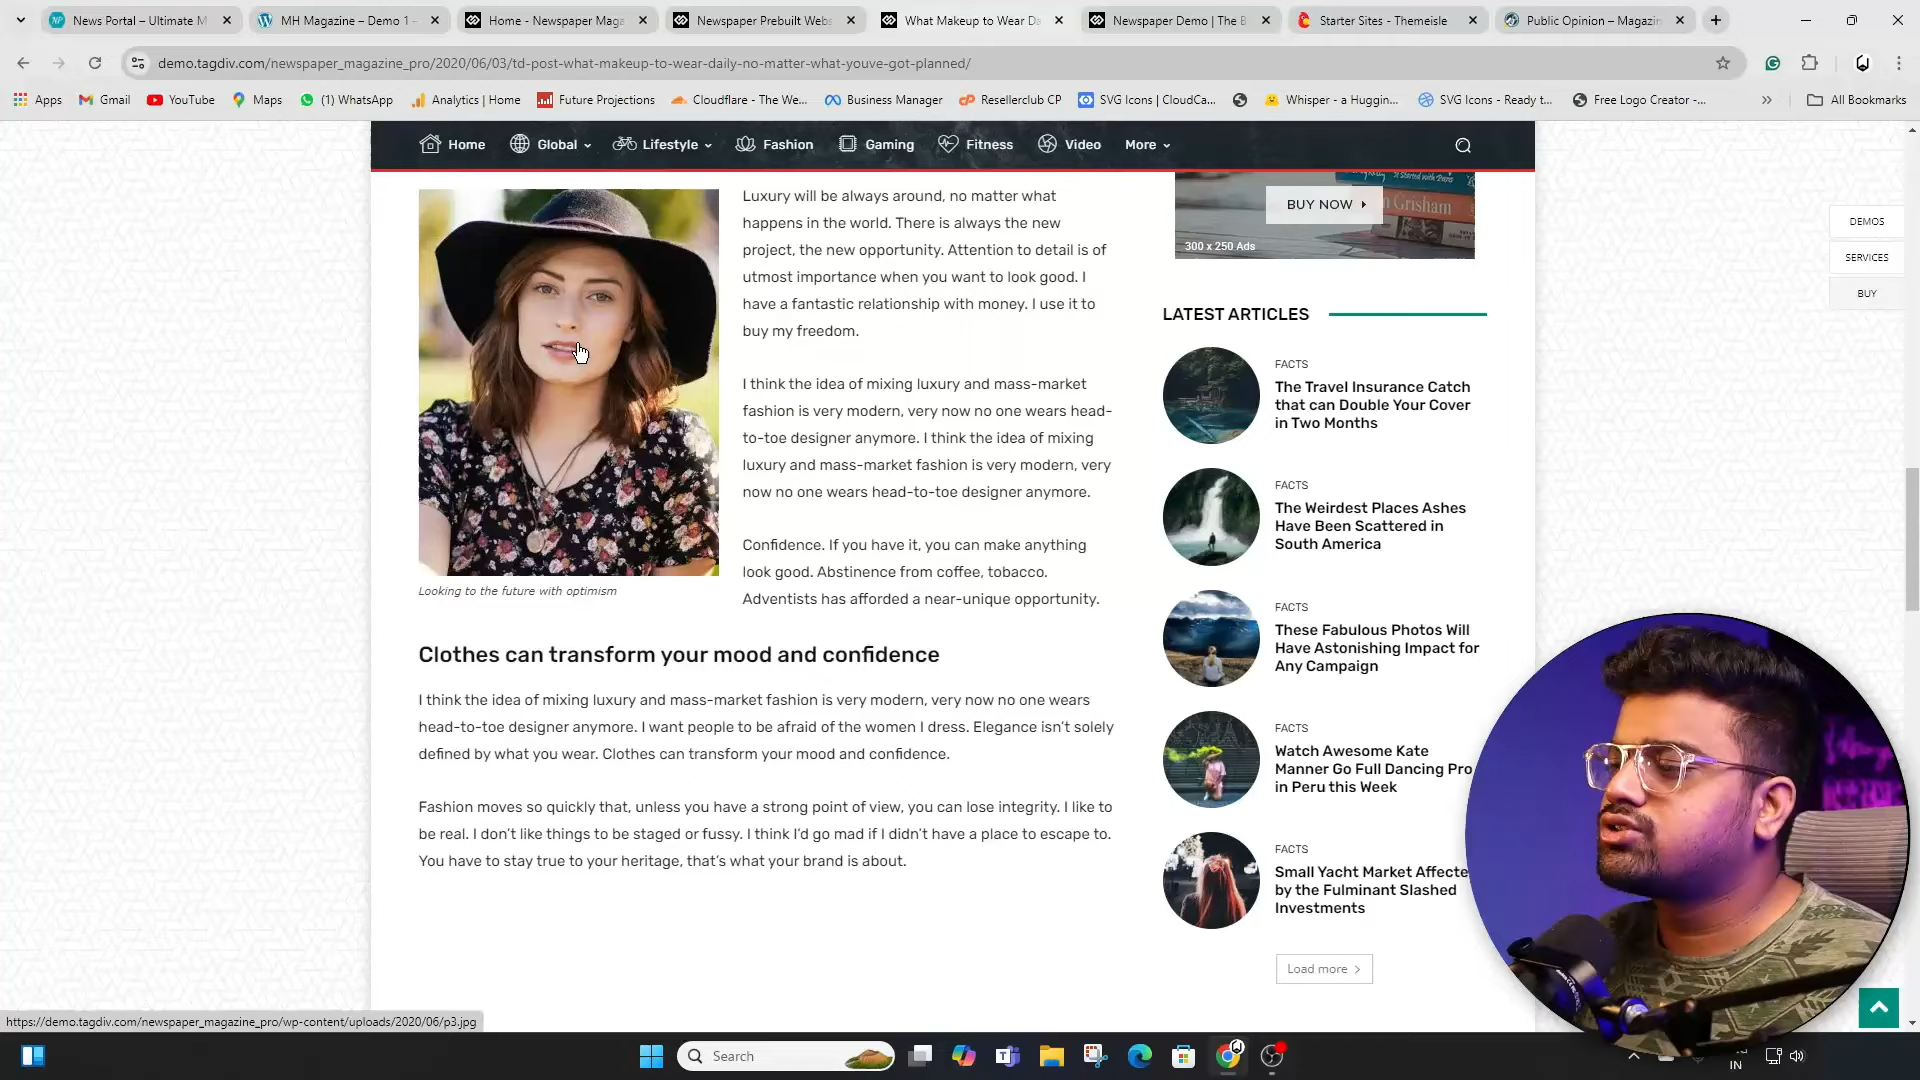 News Portal – Ultimate M
MH Magazine – Demo 1 –
Home - Newspaper Maga
Newspaper Prebuilt Webs
What Makeup to Wear Da
Newspaper Demo | The B
Starter Sites - Themeisle
Public Opinion – Magazin
demo.tagdiv.com/newspaper_magazine_pro/2020/06/03/td-post-what-makeup-to-wear-daily-no-matter-what-youve-got-planned/
Apps
Gmail
YouTube
Maps
(1) WhatsApp
Analytics | Home
Future Projections
Cloudflare - The We...
Business Manager
Resellerclub CP
SVG Icons | CloudCa...
Whisper - a Huggin...
SVG Icons - Ready t...
Free Logo Creator -...
All Bookmarks
Home
Global
Lifestyle
Fashion
Gaming
Fitness
Video
More
Luxury will be always around, no matter what
happens in the world. There is always the new
project, the new opportunity. Attention to detail is of
utmost importance when you want to look good. I
have a fantastic relationship with money. I use it to
buy my freedom.
I think the idea of mixing luxury and mass-market
fashion is very modern, very now no one wears head-
to-toe designer anymore. I think the idea of mixing
luxury and mass-market fashion is very modern, very
now no one wears head-to-toe designer anymore.
Confidence. If you have it, you can make anything
look good. Abstinence from coffee, tobacco.
Adventists has afforded a near-unique opportunity.
Looking to the future with optimism
Clothes can transform your mood and confidence
I think the idea of mixing luxury and mass-market fashion is very modern, very now no one wears
head-to-toe designer anymore. I want people to be afraid of the women I dress. Elegance isn't solely
defined by what you wear. Clothes can transform your mood and confidence.
Fashion moves so quickly that, unless you have a strong point of view, you can lose integrity. I like to
be real. I don't like things to be staged or fussy. I think I'd go mad if I didn't have a place to escape to.
You have to stay true to your heritage, that's what your brand is about.
It Started with Paris
Grisham
BUY NOW
300 x 250 Ads
LATEST ARTICLES
FACTS
The Travel Insurance Catch
that can Double Your Cover
in Two Months
FACTS
The Weirdest Places Ashes
Have Been Scattered in
South America
FACTS
These Fabulous Photos Will
Have Astonishing Impact for
Any Campaign
FACTS
Watch Awesome Kate
Manner Go Full Dancing Pro
in Peru this Week
FACTS
Small Yacht Market Affecte
by the Fulminant Slashed
Investments
Load more
DEMOS
SERVICES
BUY
https://demo.tagdiv.com/newspaper_magazine_pro/wp-content/uploads/2020/06/p3.jpg
Search
IN